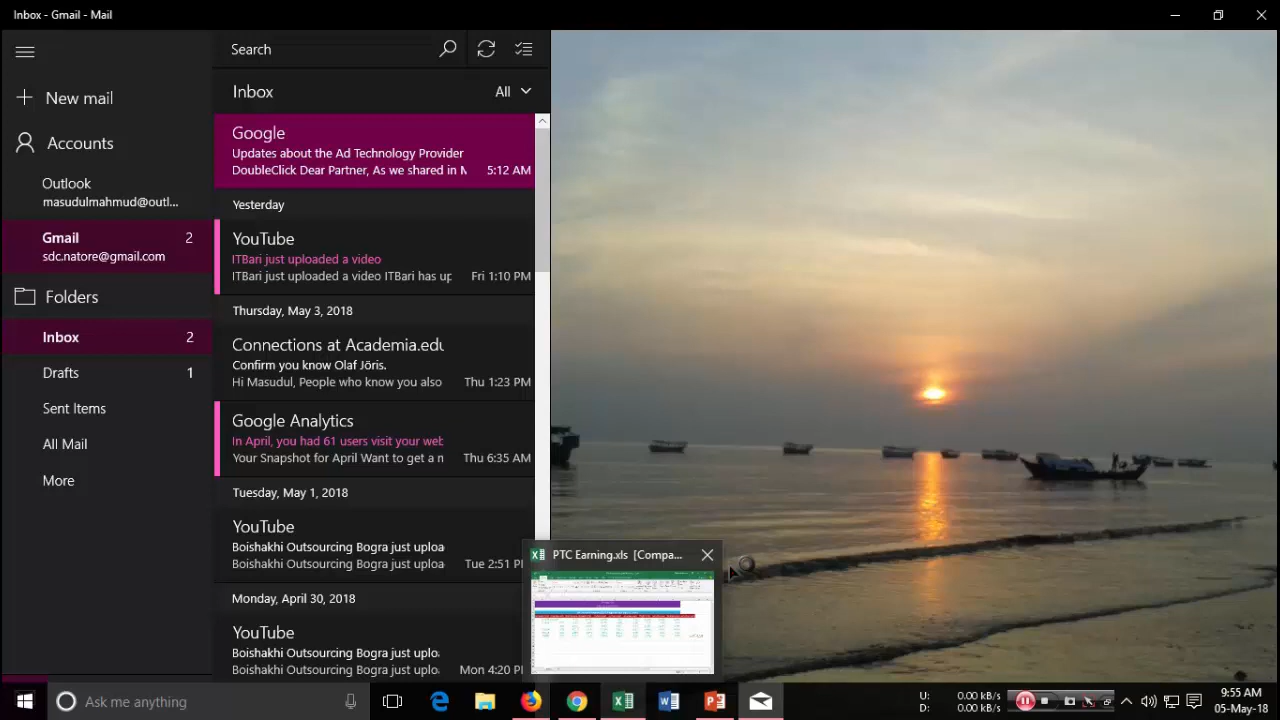 Inbox - Gmail - Mail
Search
New mail
Accounts
Outlook
masudulmahmud@outl...
Gmail 2
sdc.natore@gmail.com
Folders
Inbox 2
Drafts 1
Sent Items
All Mail
More
Inbox
All
Google
Updates about the Ad Technology Provider
DoubleClick Dear Partner, As we shared in M 5:12 AM
Yesterday
YouTube
ITBari just uploaded a video
ITBari just uploaded a video ITBari has up Fri 1:10 PM
Thursday, May 3, 2018
Connections at Academia.edu
Confirm you know Olaf Jöris.
Hi Masudul, People who know you also Thu 1:23 PM
Google Analytics
In April, you had 61 users visit your web
Your Snapshot for April Want to get a m Thu 6:35 AM
Tuesday, May 1, 2018
YouTube
Boishakhi Outsourcing Bogra just uploa
Boishakhi Outsourcing Bogra just uploa Tue 2:51 PM
Monday, April 30, 2018
YouTube
Boishakhi Outsourcing Bogra just uplo
Boishakhi Outsourcing Bogra just uplo Mon 4:20 PM
PTC Earning.xls [Compa...
Ask me anything
U: 0.00 kB/s
D: 0.00 kB/s
9:55 AM
05-May-18